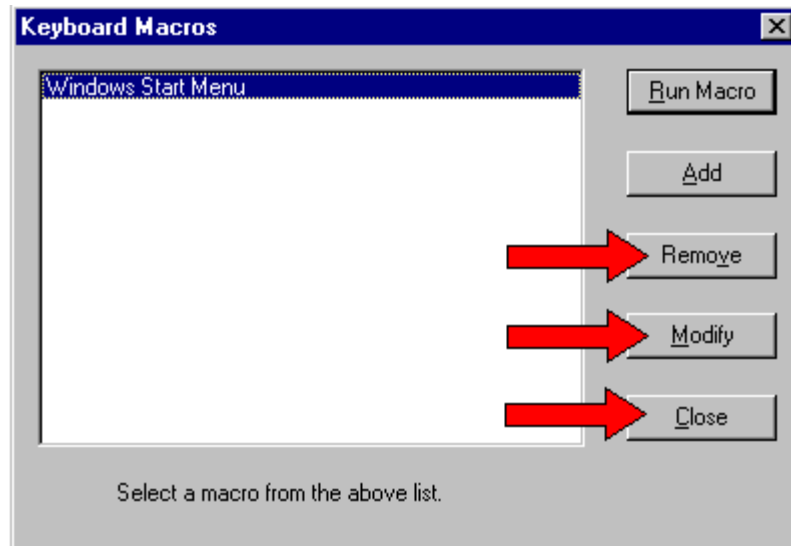 Keyboard Macros
Windows Start Menu
Run Macro
Add
Remove
Modify
Close
Select a macro from the above list.